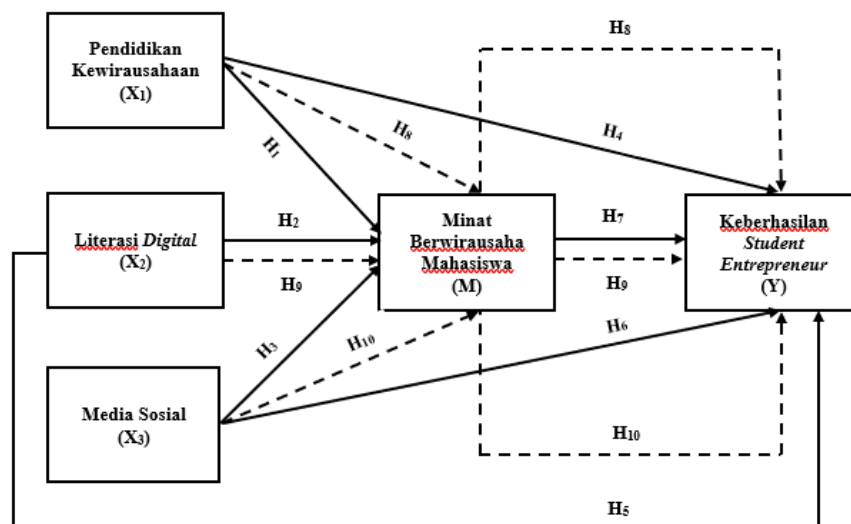 H₈
Pendidikan
Kewirausahaan
(X₁)
H₄
H₈
H₁
Literasi Digital
(X₂)
H₂
H₉
Minat
Berwirausaha
Mahasiswa
(M)
H₇
H₉
Keberhasilan
Student
Entrepreneur
(Y)
H₃
H₁₀
H₆
Media Sosial
(X₃)
H₁₀
H₅